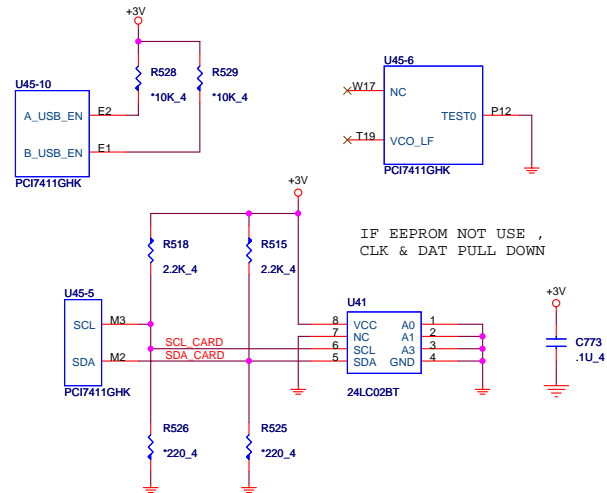 +3V
U45-10
A_USB_EN
E2
B_USB_EN
E1
PCI7411GHK
R528
*10K_4
R529
*10K_4
U45-6
W17
NC
TEST0
P12
T19
VCO_LF
PCI7411GHK
+3V
IF EEPROM NOT USE ,
CLK & DAT PULL DOWN
R518
2.2K_4
R515
2.2K_4
U45-5
SCL
M3
SDA
M2
PCI7411GHK
SCL_CARD
SDA_CARD
U41
8 VCC A0 1
7 NC A1 2
6 SCL A3 3
5 SDA GND 4
24LC02BT
+3V
C773
.1U_4
R526
*220_4
R525
*220_4